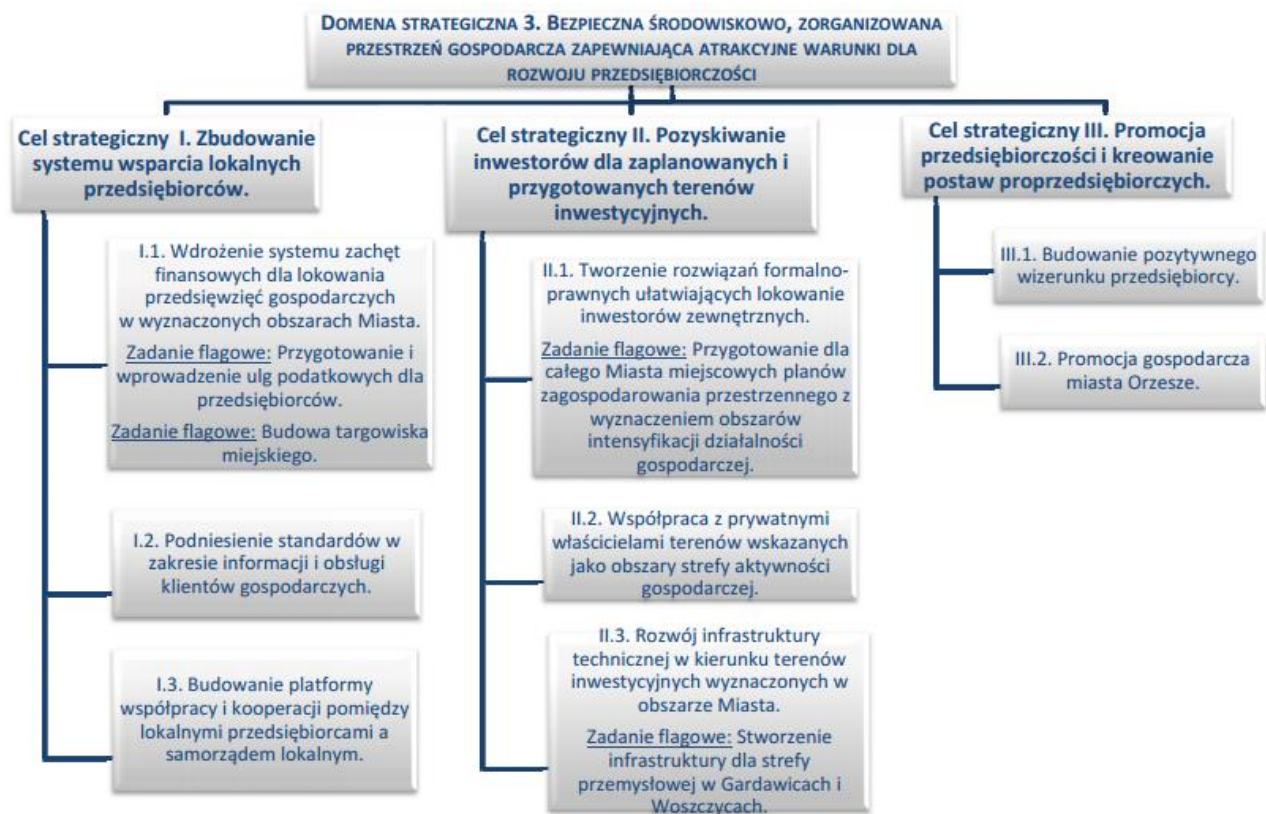 DOMENA STRATEGICZNA 3. BEZPIECZNA ŚRODOWISKOWO, ZORGANIZOWANA
PRZESTRZEŃ GOSPODARCZA ZAPEWNIAJĄCA ATRAKCYJNE WARUNKI DLA
ROZWOJU PRZEDSIĘBIORCZOŚCI
Cel strategiczny I. Zbudowanie
systemu wsparcia lokalnych
przedsiębiorców.
I.1. Wdrożenie systemu zachęt
finansowych dla lokowania
przedsięwzięć gospodarczych
w wyznaczonych obszarach Miasta.
Zadanie flagowe: Przygotowanie i
wprowadzenie ulg podatkowych dla
przedsiębiorców.
Zadanie flagowe: Budowa targowiska
miejskiego.
I.2. Podniesienie standardów w
zakresie informacji i obsługi
klientów gospodarczych.
I.3. Budowanie platformy
współpracy i kooperacji pomiędzy
lokalnymi przedsiębiorcami a
samorządem lokalnym.
Cel strategiczny II. Pozyskiwanie
inwestorów dla zaplanowanych i
przygotowanych terenów
inwestycyjnych.
II.1. Tworzenie rozwiązań formalno-
prawnych ułatwiających lokowanie
inwestorów zewnętrznych.
Zadanie flagowe: Przygotowanie dla
całego Miasta miejscowych planów
zagospodarowania przestrzennego z
wyznaczeniem obszarów
intensyfikacji działalności
gospodarczej.
II.2. Współpraca z prywatnymi
właścicielami terenów wskazanych
jako obszary strefy aktywności
gospodarczej.
II.3. Rozwój infrastruktury
technicznej w kierunku terenów
inwestycyjnych wyznaczonych w
obszarze Miasta.
Zadanie flagowe: Stworzenie
infrastruktury dla strefy
przemysłowej w Gardawicach i
Woszczycach.
Cel strategiczny III. Promocja
przedsiębiorczości i kreowanie
postaw proprzedsiębiorczych.
III.1. Budowanie pozytywnego
wizerunku przedsiębiorcy.
III.2. Promocja gospodarcza
miasta Orzesze.